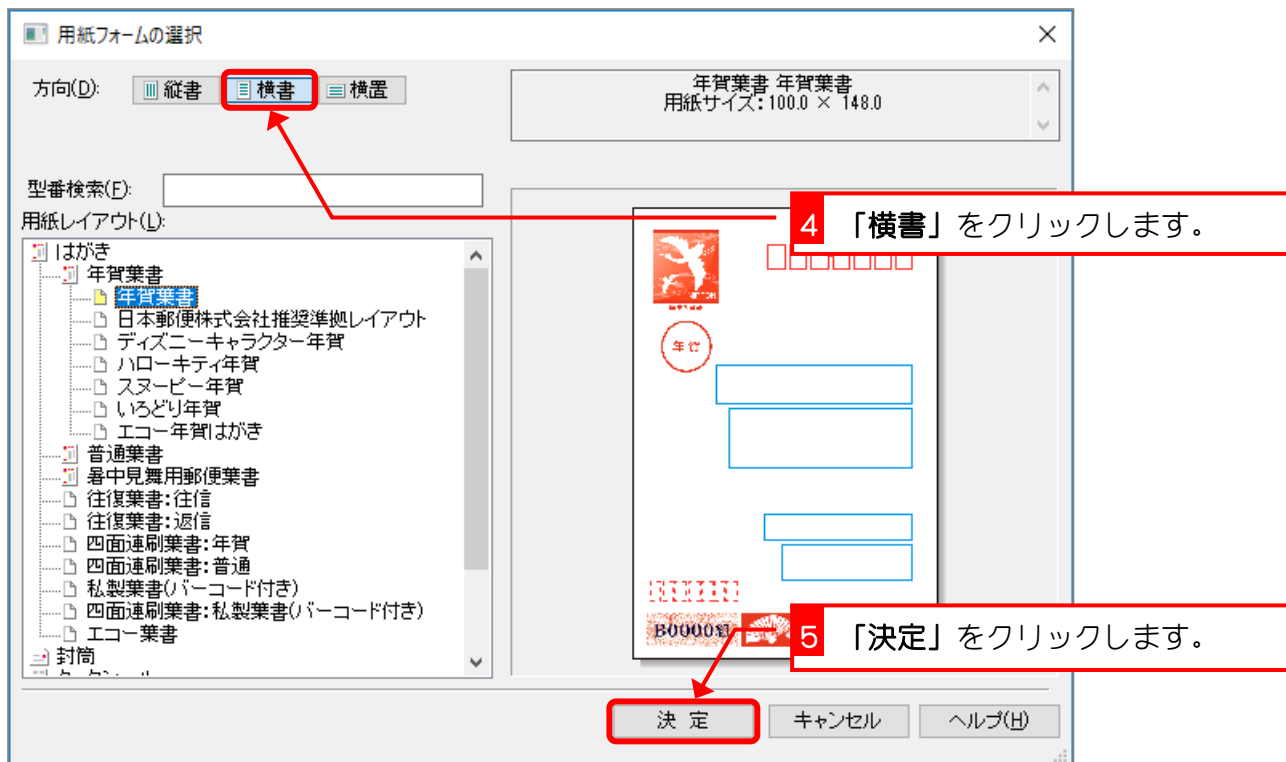 用紙フォームの選択
方向(D):
縦書
横書
横置
年賀葉書 年賀葉書
用紙サイズ:100.0 × 148.0
型番検索(F):
用紙レイアウト(L):
4 「横書」をクリックします。
はがき
年賀葉書
年賀葉書
日本郵便株式会社推奨準拠レイアウト
ディズニーキャラクター年賀
ハローキティ年賀
スヌーピー年賀
いろどり年賀
エコー年賀はがき
普通葉書
暑中見舞用郵便葉書
往復葉書:往信
往復葉書:返信
四面連刷葉書:年賀
四面連刷葉書:普通
私製葉書(バーコード付き)
四面連刷葉書:私製葉書(バーコード付き)
エコー葉書
封筒
NIPPON
年賀
B0000組
5 「決定」をクリックします。
決 定
キャンセル
ヘルプ(H)